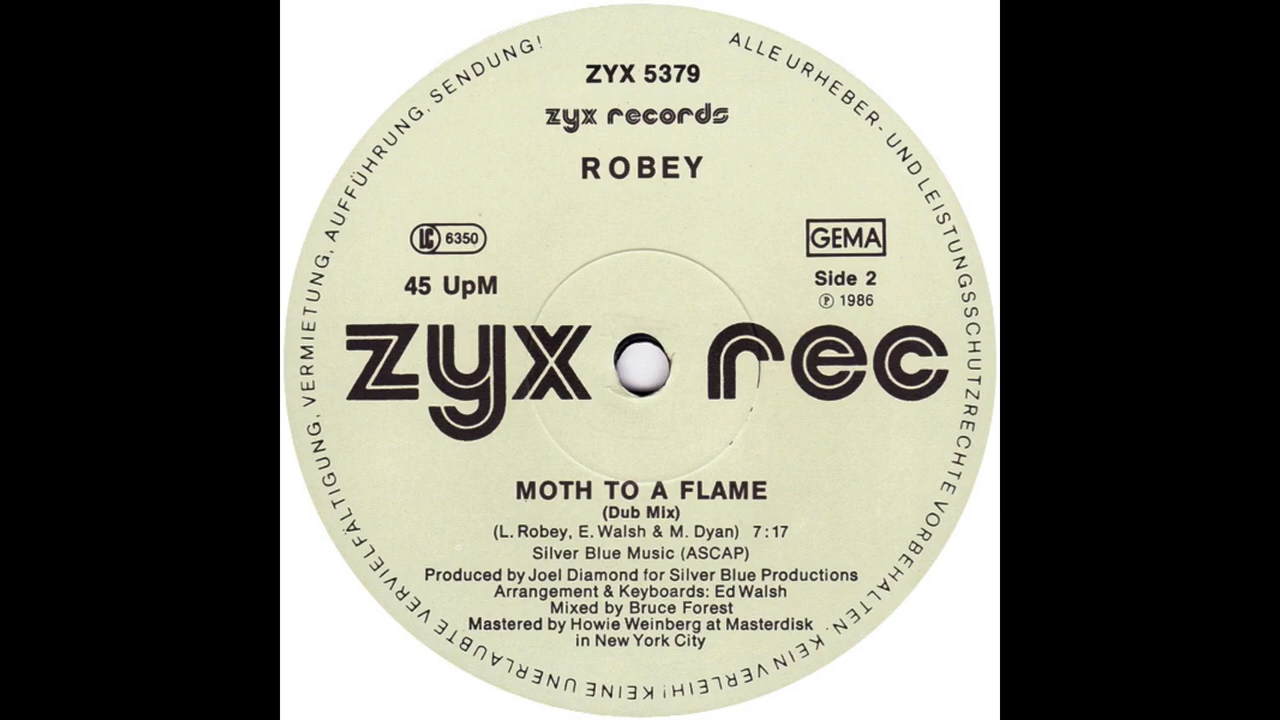 ZYX 5379
zyx records
ROBEY
LC 6350
GEMA
45 UpM
Side 2
℗ 1986
zyx rec
MOTH TO A FLAME
(Dub Mix)
(L. Robey, E. Walsh & M. Dyan) 7:17
Silver Blue Music (ASCAP)
Produced by Joel Diamond for Silver Blue Productions
Arrangement & Keyboards: Ed Walsh
Mixed by Bruce Forest
Mastered by Howie Weinberg at Masterdisk
in New York City
ALLE URHEBER- UND LEISTUNGSSCHUTZRECHTE VORBEHALTEN. KEIN VERLEIH! KEINE UNERLAUBTE VERVIELFÄLTIGUNG, VERMIETUNG, AUFFÜHRUNG, SENDUNG!